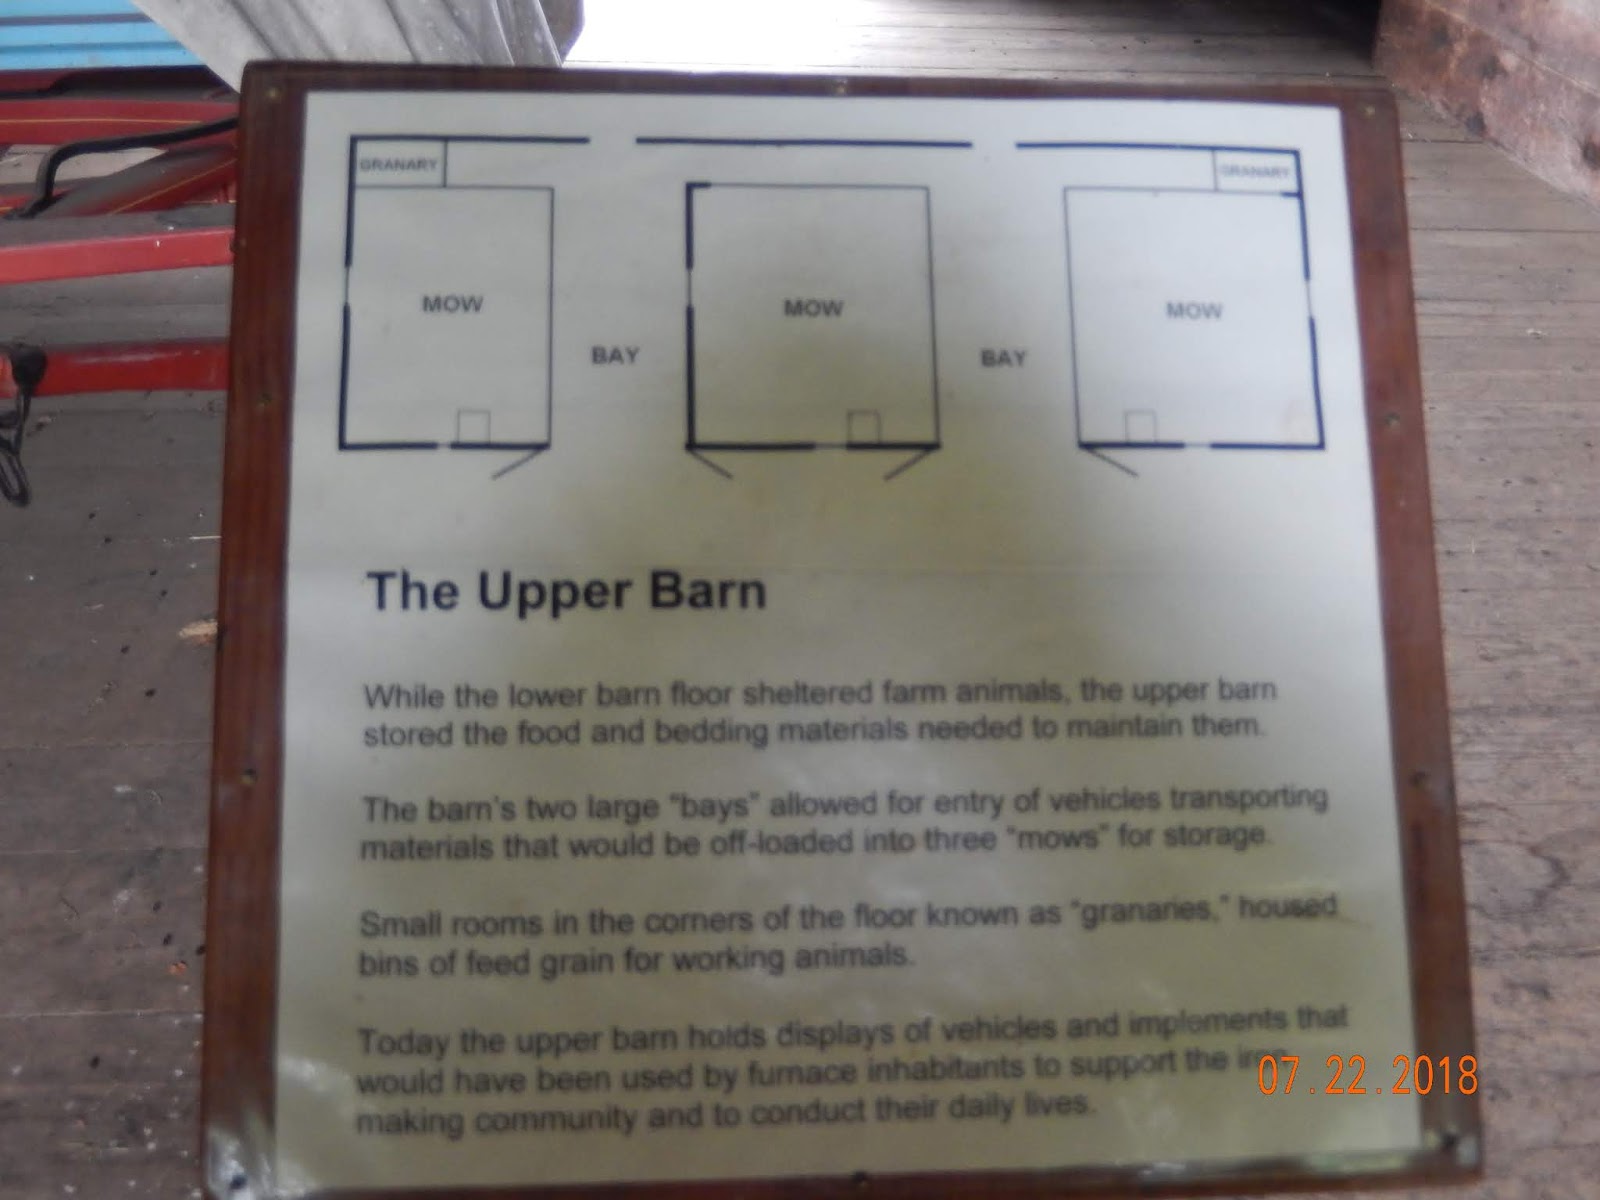 GRANARY
GRANARY
MOW
MOW
MOW
BAY
BAY
The Upper Barn
While the lower barn floor sheltered farm animals, the upper barn
stored the food and bedding materials needed to maintain them.
The barn's two large "bays" allowed for entry of vehicles transporting
materials that would be off-loaded into three "mows" for storage.
Small rooms in the corners of the floor known as "granaries," housed
bins of feed grain for working animals.
Today the upper barn holds displays of vehicles and implements that
would have been used by furnace inhabitants to support the
making community and to conduct their daily lives.
07.22.2018